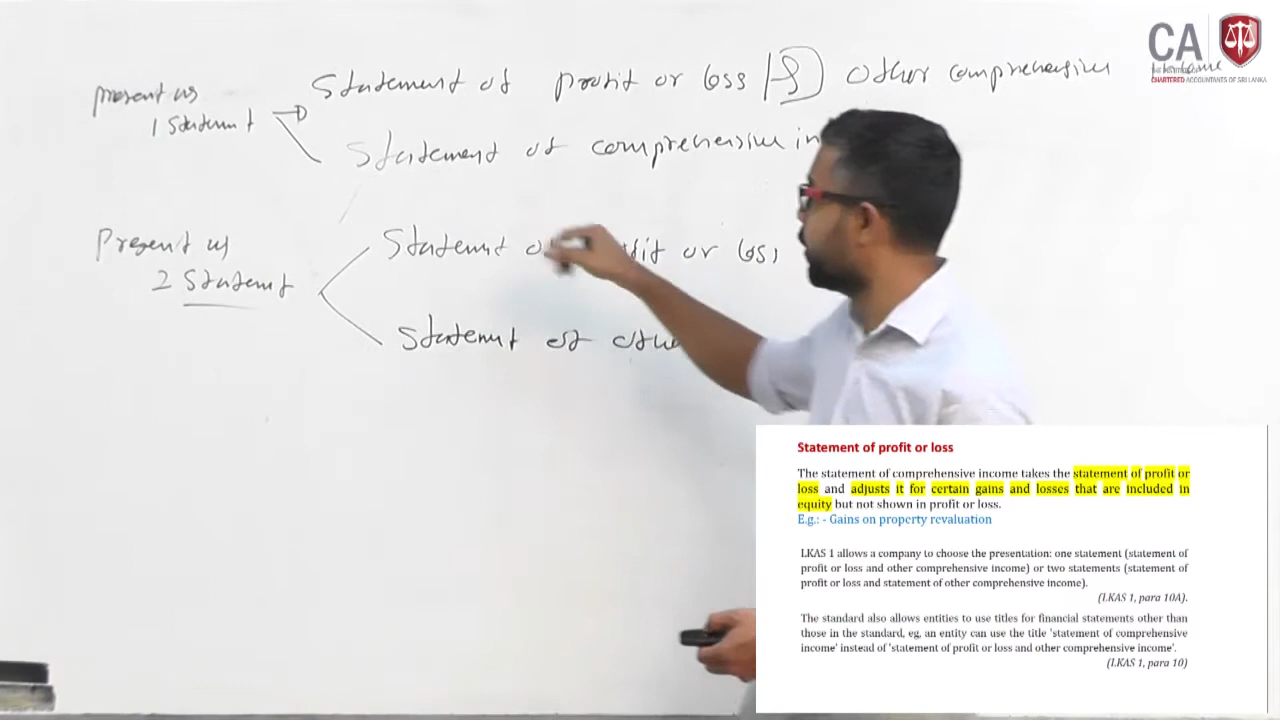 CA
CHARTERED ACCOUNTANTS OF SRI LANKA
Statement of profit or loss / & other comprehensive income
present as
1 Statement
Statement of comprehensive in
Present as
2 Statement
Statement or loss
Statement of othe
Statement of profit or loss
The statement of comprehensive income takes the statement of profit or
loss and adjusts it for certain gains and losses that are included in
equity but not shown in profit or loss.
E.g.: - Gains on property revaluation
LKAS 1 allows a company to choose the presentation: one statement (statement of
profit or loss and other comprehensive income) or two statements (statement of
profit or loss and statement of other comprehensive income).
(LKAS 1, para 10A).
The standard also allows entities to use titles for financial statements other than
those in the standard, eg, an entity can use the title 'statement of comprehensive
income' instead of 'statement of profit or loss and other comprehensive income'.
(LKAS 1, para 10)